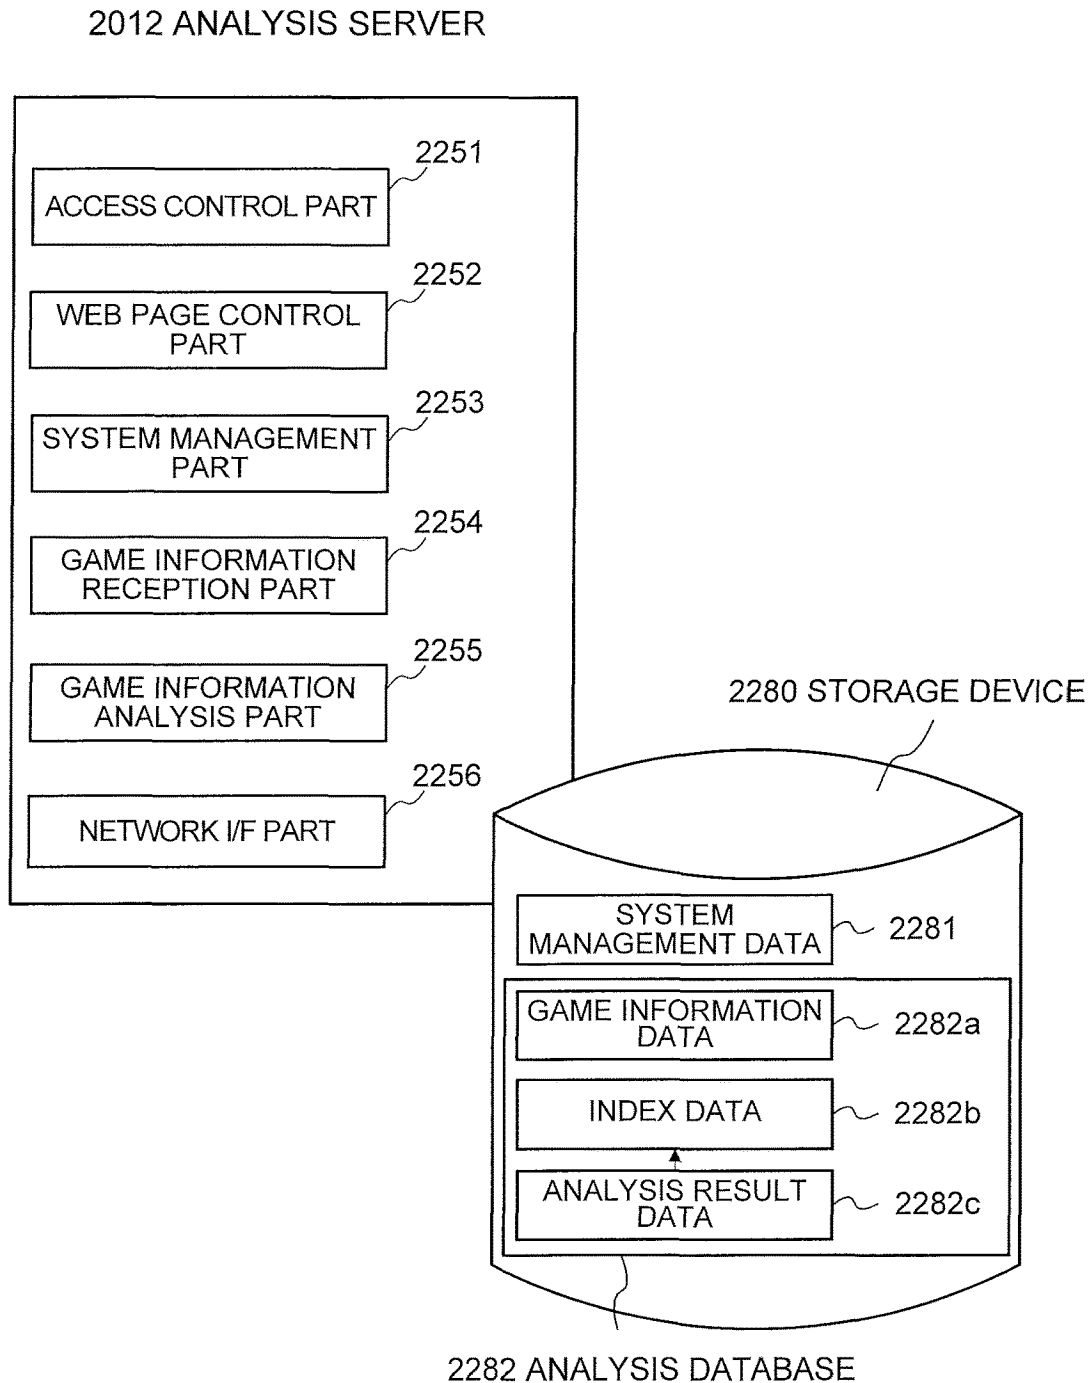 2012 ANALYSIS SERVER
2251
ACCESS CONTROL PART
2252
WEB PAGE CONTROL
PART
2253
SYSTEM MANAGEMENT
PART
2254
GAME INFORMATION
RECEPTION PART
2255
GAME INFORMATION
ANALYSIS PART
2256
NETWORK I/F PART
2280 STORAGE DEVICE
SYSTEM
MANAGEMENT DATA
2281
GAME INFORMATION
DATA
2282a
INDEX DATA
2282b
ANALYSIS RESULT
DATA
2282c
2282 ANALYSIS DATABASE